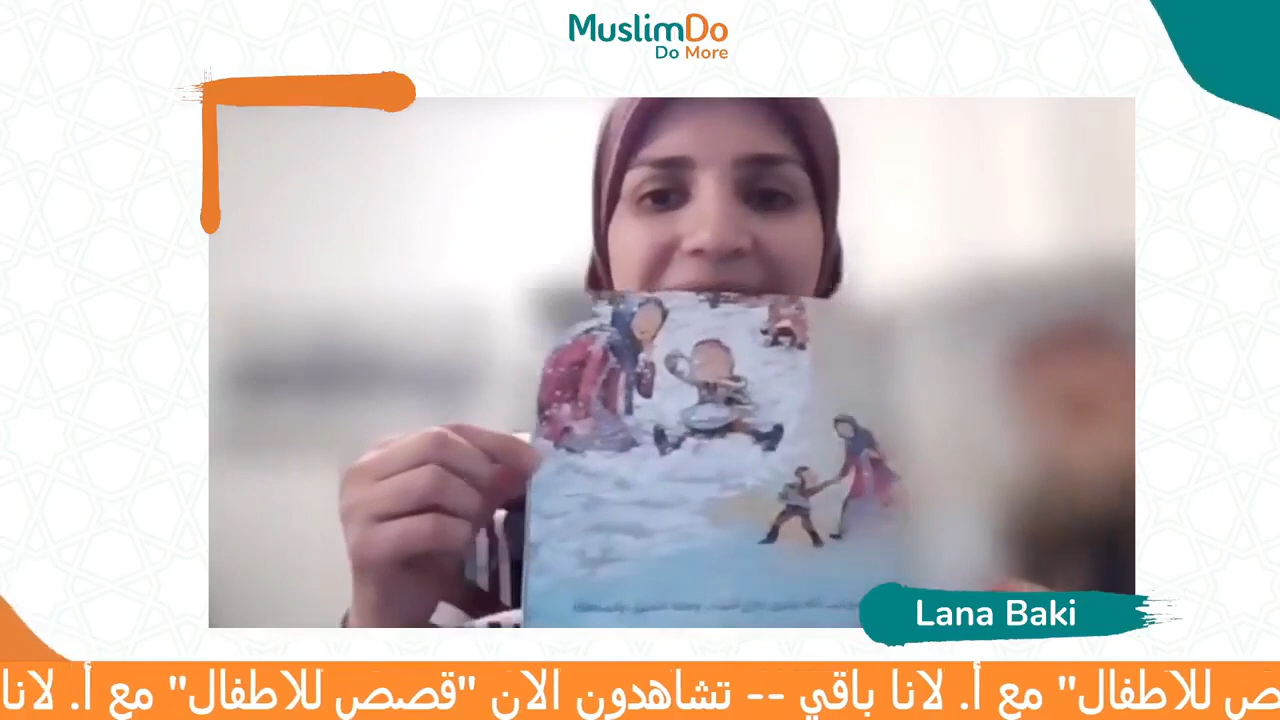 MuslimDo
Do More
Lana Baki
ص للاطفال" مع أ. لانا باقي -- تشاهدون الان "قصص للاطفال" مع أ. لانا